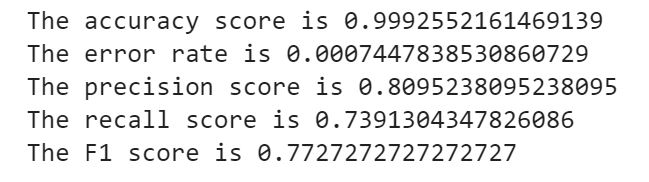 The accuracy score is 0.9992552161469139
The error rate is 0.0007447838530860729
The precision score is 0.8095238095238095
The recall score is 0.7391304347826086
The F1 score is 0.7727272727272727